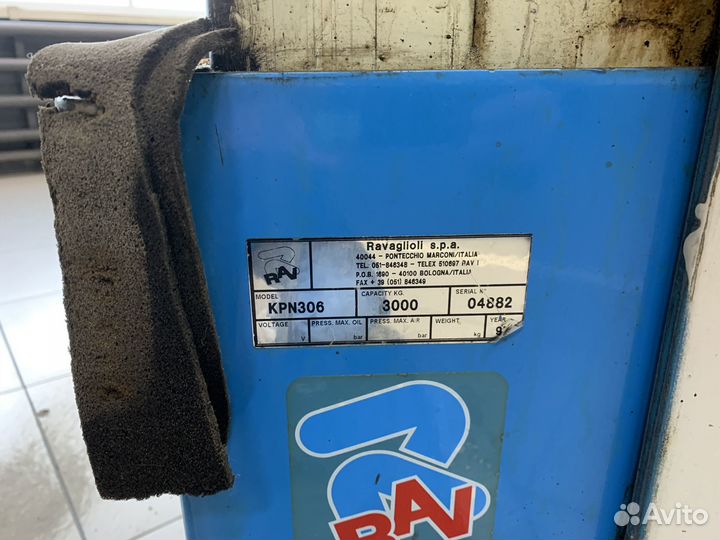 Ravaglioli s.p.a.
40044 - PONTECCHIO MARCONI/ITALIA
TEL. 051-846348 - TELEX 510697 RAV I
P.O.B. 1690 - 40100 BOLOGNA/ITALIA
FAX + 39 (051) 846349
RAV
MODEL CAPACITY KG. SERIAL N°
KPN306 3000 04882
VOLTAGE PRESS. MAX. OIL PRESS. MAX. AIR WEIGHT YEAR
V bar bar kg
RAV
Avito